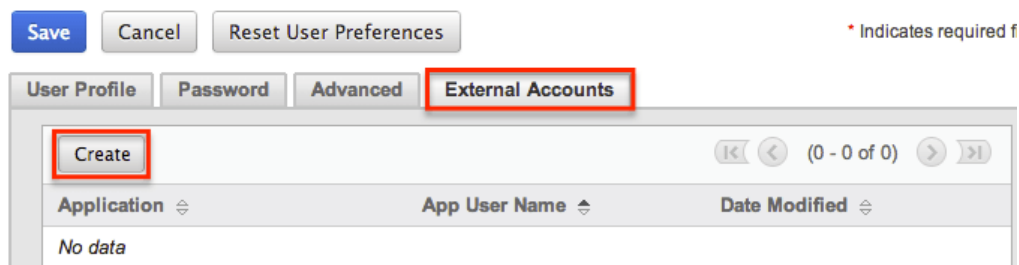 Save Cancel Reset User Preferences * Indicates required
User Profile Password Advanced External Accounts
Create (0 - 0 of 0)
Application App User Name Date Modified
No data